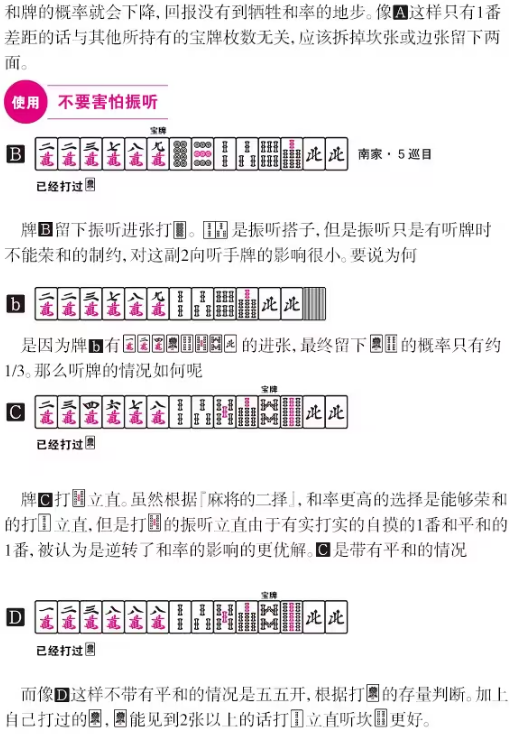 和牌的概率就会下降,回报没有到牺牲和率的地步。像A这样只有1番
差距的话与其他所持有的宝牌枚数无关,应该拆掉坎张或边张留下两
面。
使用 不要害怕振听
宝牌
B 二萬 二萬 三萬 七萬 八萬 九萬 北 北 南家·5巡目
已经打过
牌B留下振听进张打。是振听搭子,但是振听只是有听牌时
不能荣和的制约,对这副2向听手牌的影响很小。要说为何
b 二萬 二萬 三萬 七萬 八萬 九萬 北 北
是因为牌b有一萬 二萬 四萬 北的进张,最终留下的概率只有约
1/3。那么听牌的情况如何呢
宝牌
C 二萬 三萬 四萬 六萬 七萬 八萬 北 北
已经打过
牌C打立直。虽然根据『麻将的二择』,和率更高的选择是能够荣和
的打立直,但是打的振听立直由于有实打实的自摸的1番和平和的
1番,被认为是逆转了和率的影响的更优解。C是带有平和的情况
宝牌
D 一萬 二萬 三萬 八萬 八萬 八萬 北 北
已经打过
而像D这样不带有平和的情况是五五开,根据打的存量判断。加上
自己打过的,能见到2张以上的话打立直听坎更好。